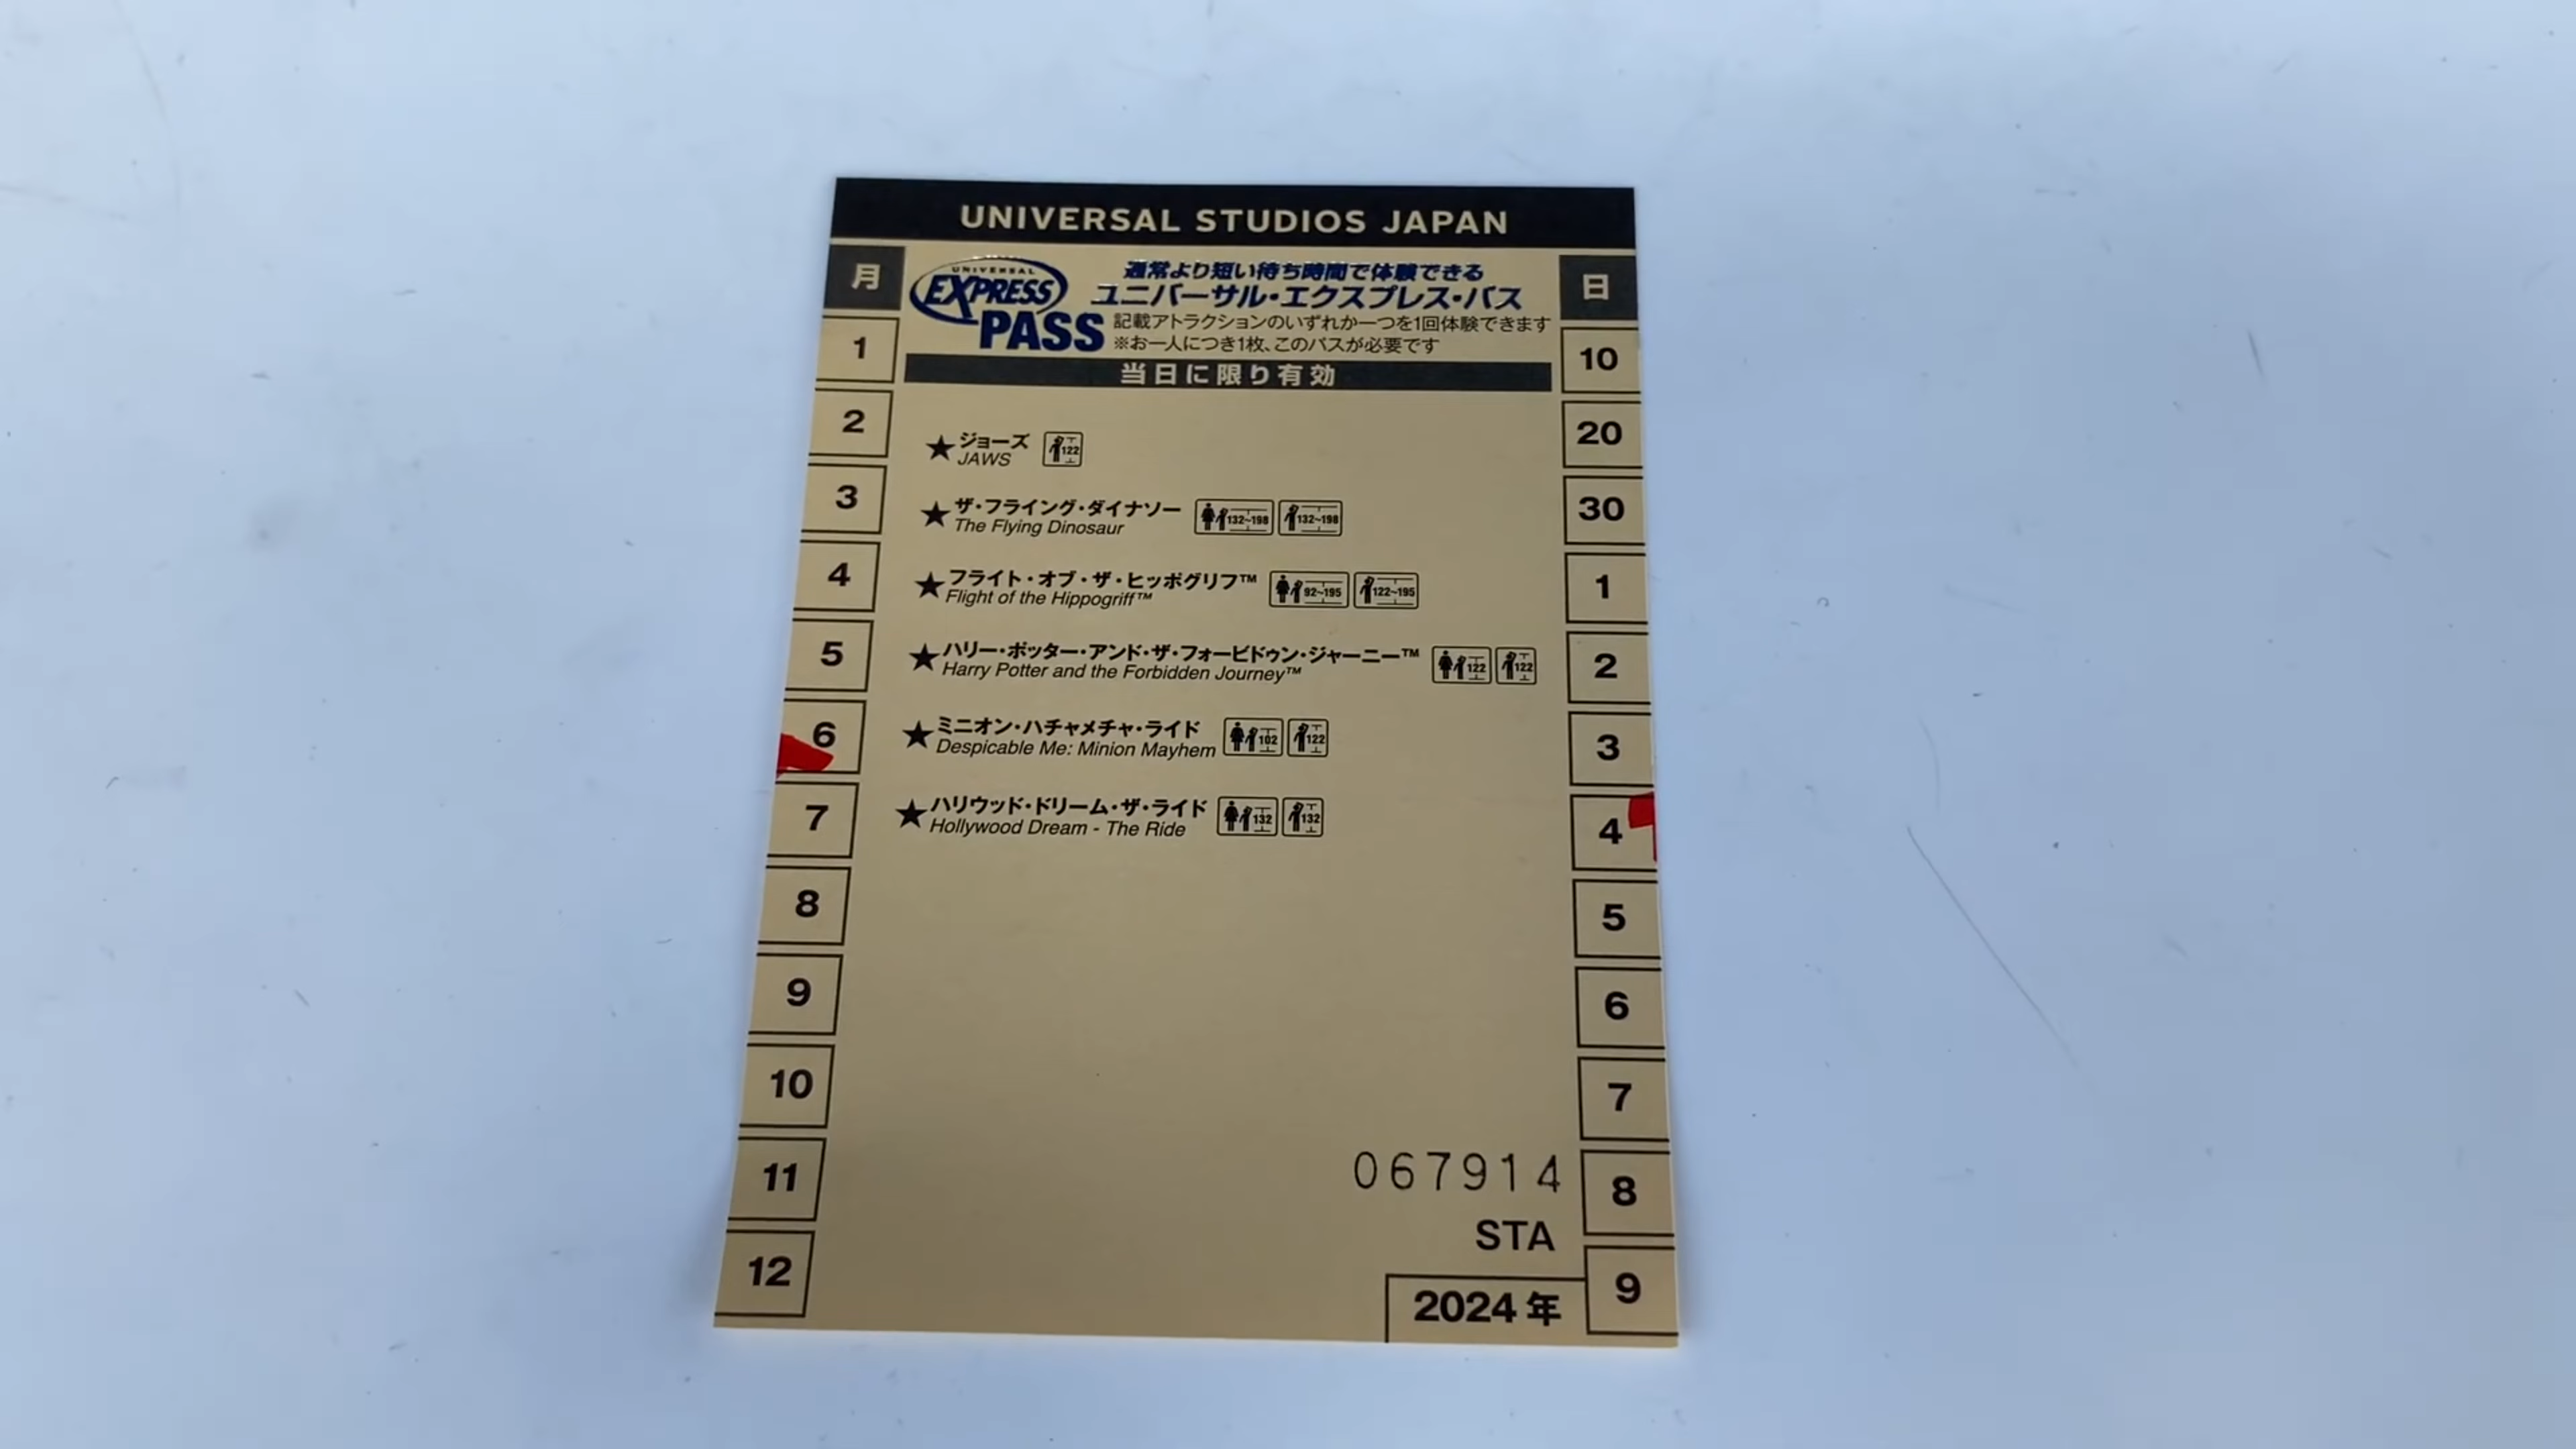 UNIVERSAL STUDIOS JAPAN
月
1
2
3
4
5
6
7
8
9
10
11
12
UNIVERSAL
EXPRESS
PASS
通常より短い待ち時間で体験できる
ユニバーサル・エクスプレス・パス
記載アトラクションのいずれか一つを1回体験できます
※お一人につき1枚、このパスが必要です
当日に限り有効
★ジョーズ 122
JAWS
★ザ・フライング・ダイナソー 132~198 132~198
The Flying Dinosaur
★フライト・オブ・ザ・ヒッポグリフ™ 92~195 122~195
Flight of the Hippogriff™
★ハリー・ポッター・アンド・ザ・フォービドゥン・ジャーニー™ 122 122
Harry Potter and the Forbidden Journey™
★ミニオン・ハチャメチャ・ライド 102 122
Despicable Me: Minion Mayhem
★ハリウッド・ドリーム・ザ・ライド 132 132
Hollywood Dream - The Ride
067914
STA
2024年
日
10
20
30
1
2
3
4
5
6
7
8
9